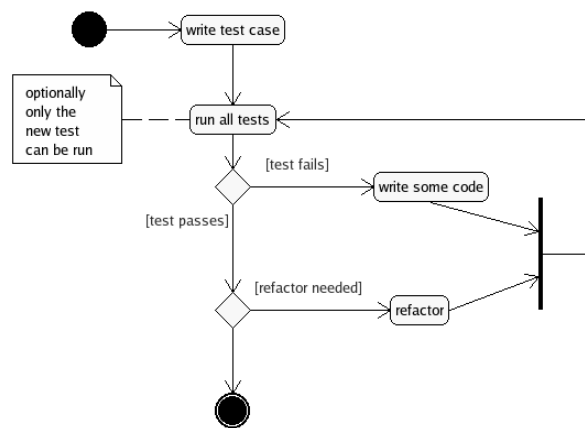 write test case
optionally
only the
new test
can be run
run all tests
[test fails]
write some code
[test passes]
[refactor needed]
refactor